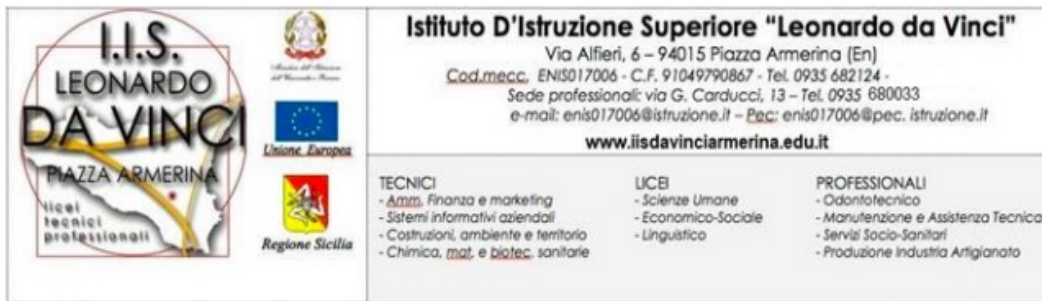 I.I.S.
LEONARDO
DA VINCI
PIAZZA ARMERINA
licei
tecnici
professionali
Unione Europea
Regione Sicilia
Istituto D'Istruzione Superiore "Leonardo da Vinci"
Via Alfieri, 6 – 94015 Piazza Armerina (En)
Cod.mecc. ENIS017006 - C.F. 91049790867 - Tel. 0935 682124 -
Sede professionali: via G. Carducci, 13 – Tel. 0935 680033
e-mail: enis017006@istruzione.it – Pec: enis017006@pec. istruzione.it
www.iisdavinciarmerina.edu.it
TECNICI
- Amm. Finanza e marketing
- Sistemi informativi aziendali
- Costruzioni, ambiente e territorio
- Chimica, mat. e biotec. sanitarie
LICEI
- Scienze Umane
- Economico-Sociale
- Linguistico
PROFESSIONALI
- Odontotecnico
- Manutenzione e Assistenza Tecnica
- Servizi Socio-Sanitari
- Produzione Industria Artigianato